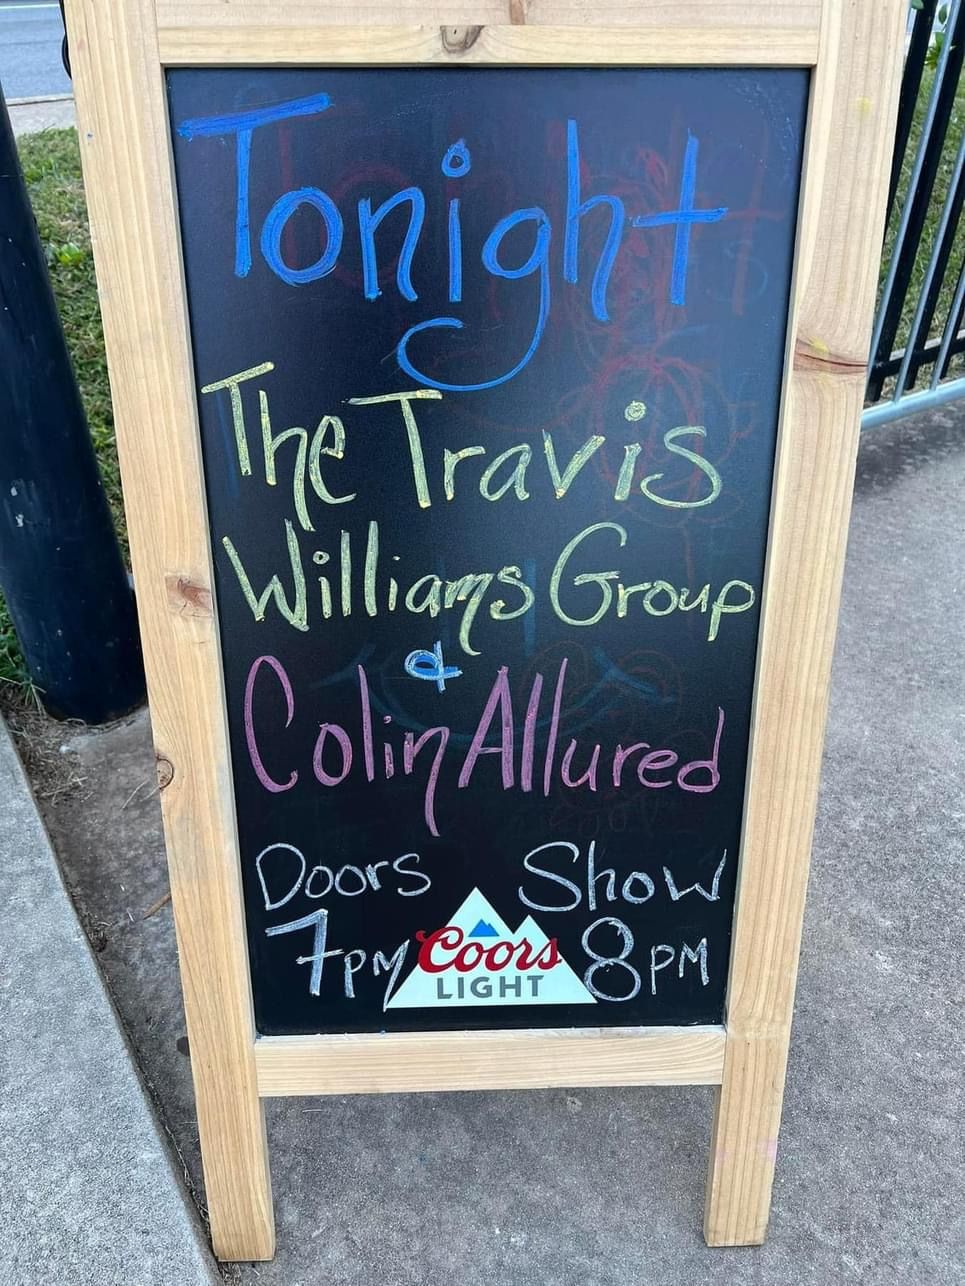 Tonight
The Travis
Williams Group
&
Colin Allured
Doors Show
7PM 8PM
Coors
LIGHT